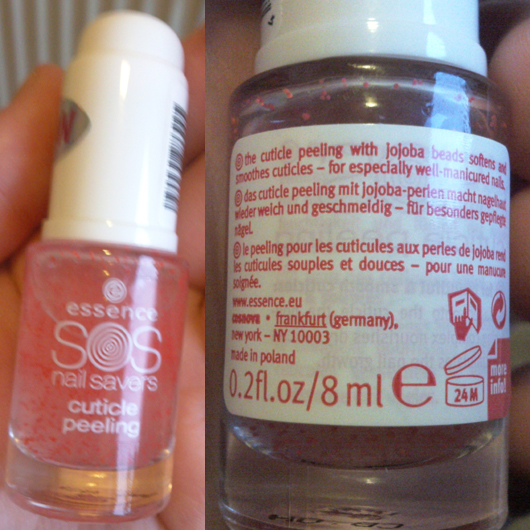 essence
SOS
nail savers
cuticle
peeling
the cuticle peeling with jojoba beads softens and
smoothes cuticles – for especially well-manicured nails.
das cuticle peeling mit jojoba-perlen macht nagelhaut
wieder weich und geschmeidig – für besonders gepflegte
nägel.
le peeling pour les cuticules aux perles de jojoba rend
les cuticules souples et douces – pour une manucure
soignée.
www.essence.eu
cosnova • frankfurt (germany),
new york – NY 10003
made in poland
0.2fl.oz/8 ml e
24 M
more
info!